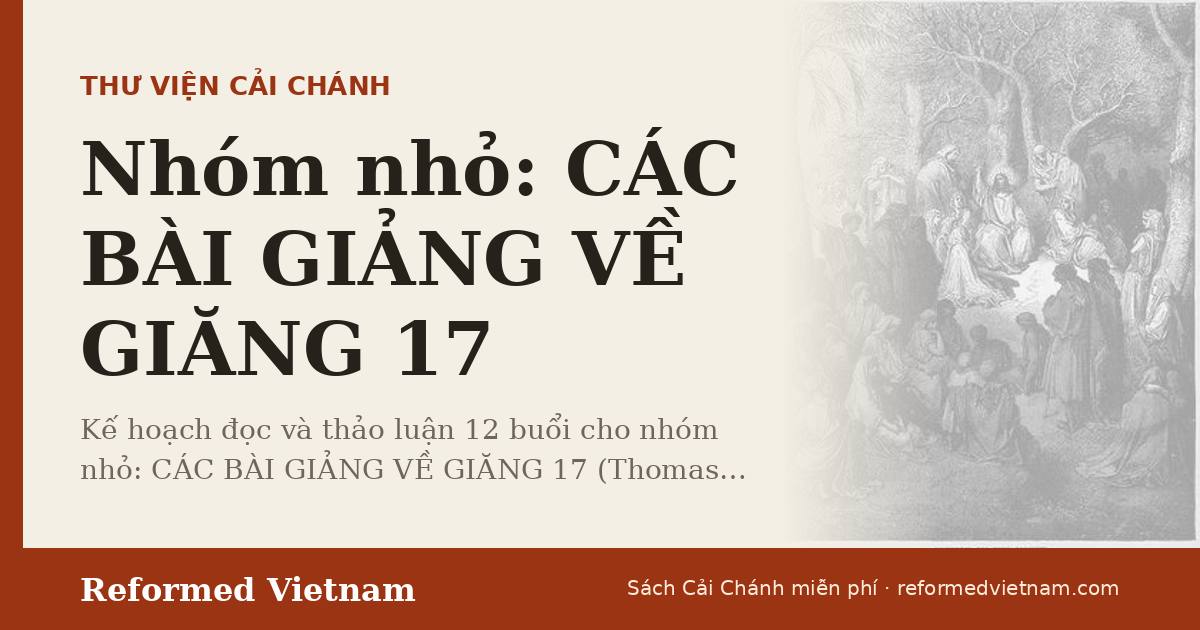 THƯ VIỆN CẢI CHÁNH
Nhóm nhỏ: CÁC
BÀI GIẢNG VỀ
GIĂNG 17
Kế hoạch đọc và thảo luận 12 buổi cho nhóm
nhỏ: CÁC BÀI GIẢNG VỀ GIĂNG 17 (Thomas...
Reformed Vietnam
Sách Cải Chánh miễn phí · reformedvietnam.com